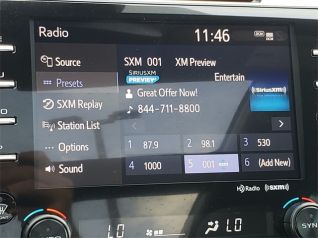 Radio
11:46
Source
SXM 001 XM Preview
SiriusXM
PREVIEW
Entertain
Presets
Great Offer Now!
SXM Replay
844-711-8800
((SiriusXM))
Station List
Options
1 87.9
2 98.1
3 530
Sound
4 1000
5 001
6 (Add New)
HD Radio ((SXM))
LO
LO